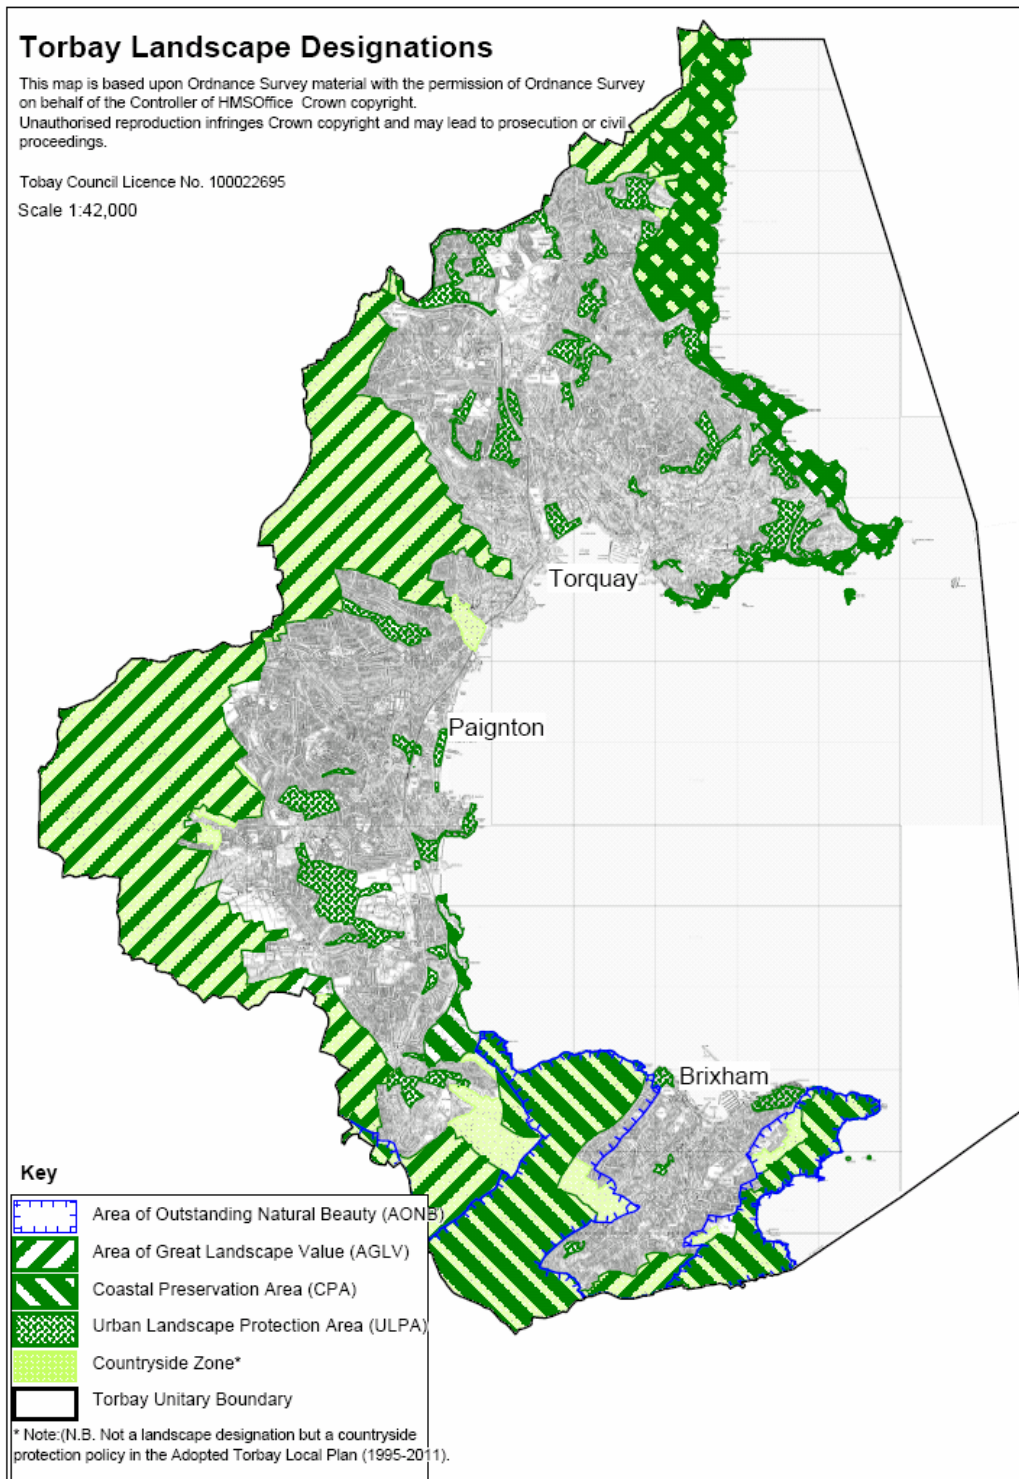 Torbay Landscape Designations
This map is based upon Ordnance Survey material with the permission of Ordnance Survey
on behalf of the Controller of HMSOffice Crown copyright.
Unauthorised reproduction infringes Crown copyright and may lead to prosecution or civil
proceedings.
Tobay Council Licence No. 100022695
Scale 1:42,000
Torquay
Paignton
Brixham
Key
Area of Outstanding Natural Beauty (AONB)
Area of Great Landscape Value (AGLV)
Coastal Preservation Area (CPA)
Urban Landscape Protection Area (ULPA)
Countryside Zone*
Torbay Unitary Boundary
* Note:(N.B. Not a landscape designation but a countryside
protection policy in the Adopted Torbay Local Plan (1995-2011).